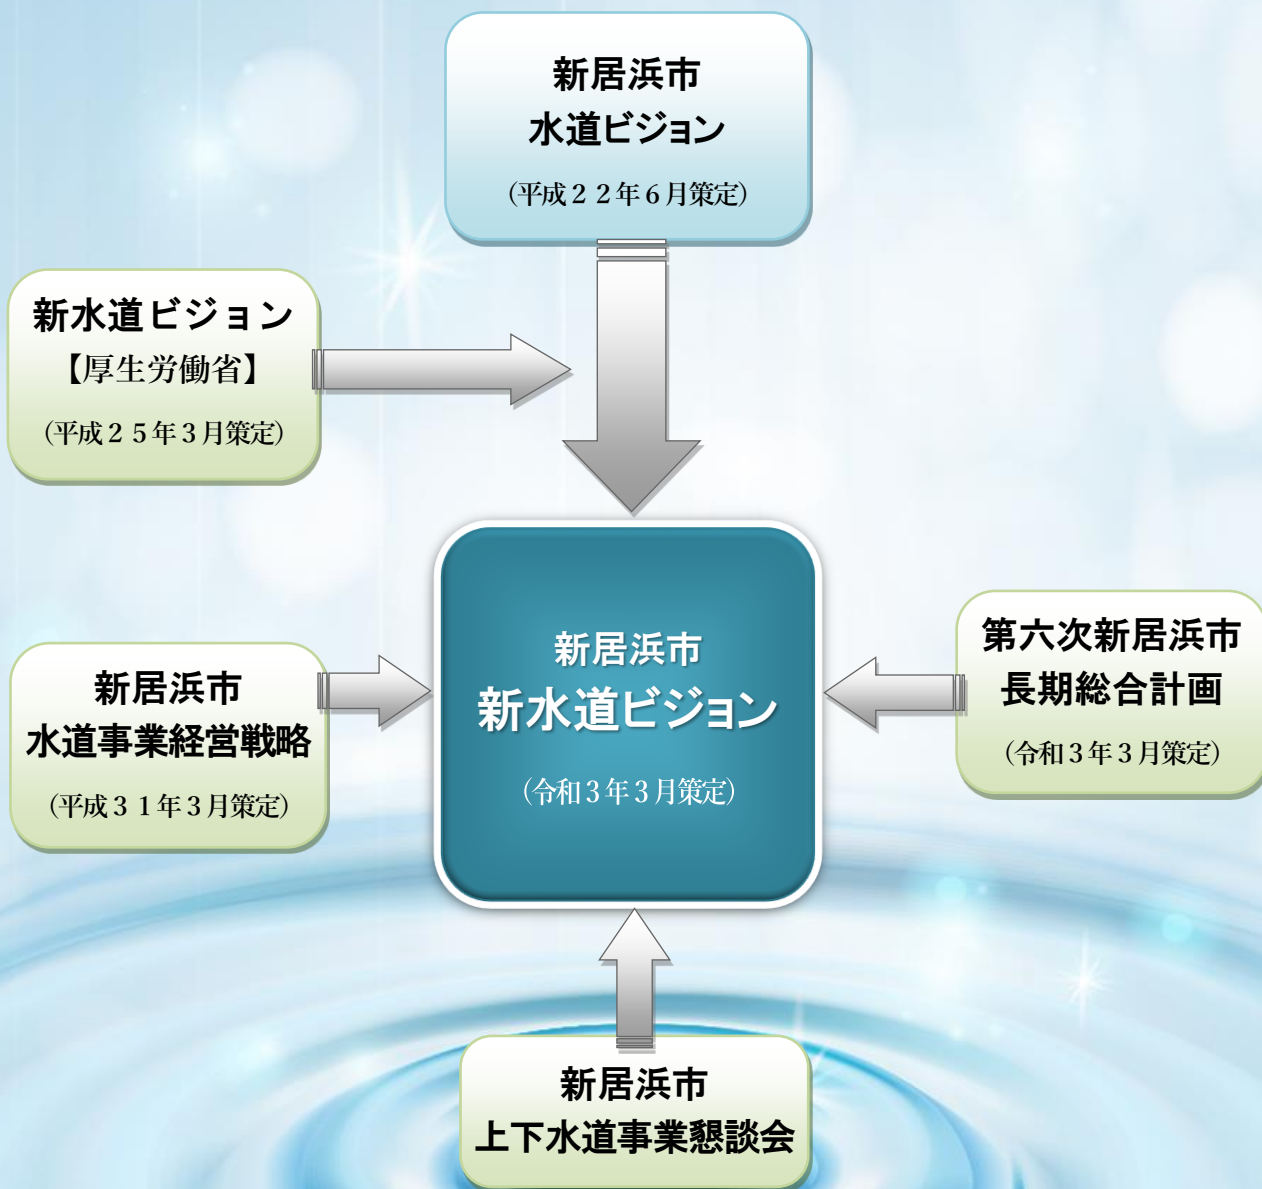 新居浜市
水道ビジョン
（平成２２年６月策定）
新水道ビジョン
【厚生労働省】
（平成２５年３月策定）
新居浜市
水道事業経営戦略
（平成３１年３月策定）
新居浜市
新水道ビジョン
（令和３年３月策定）
第六次新居浜市
長期総合計画
（令和３年３月策定）
新居浜市
上下水道事業懇談会